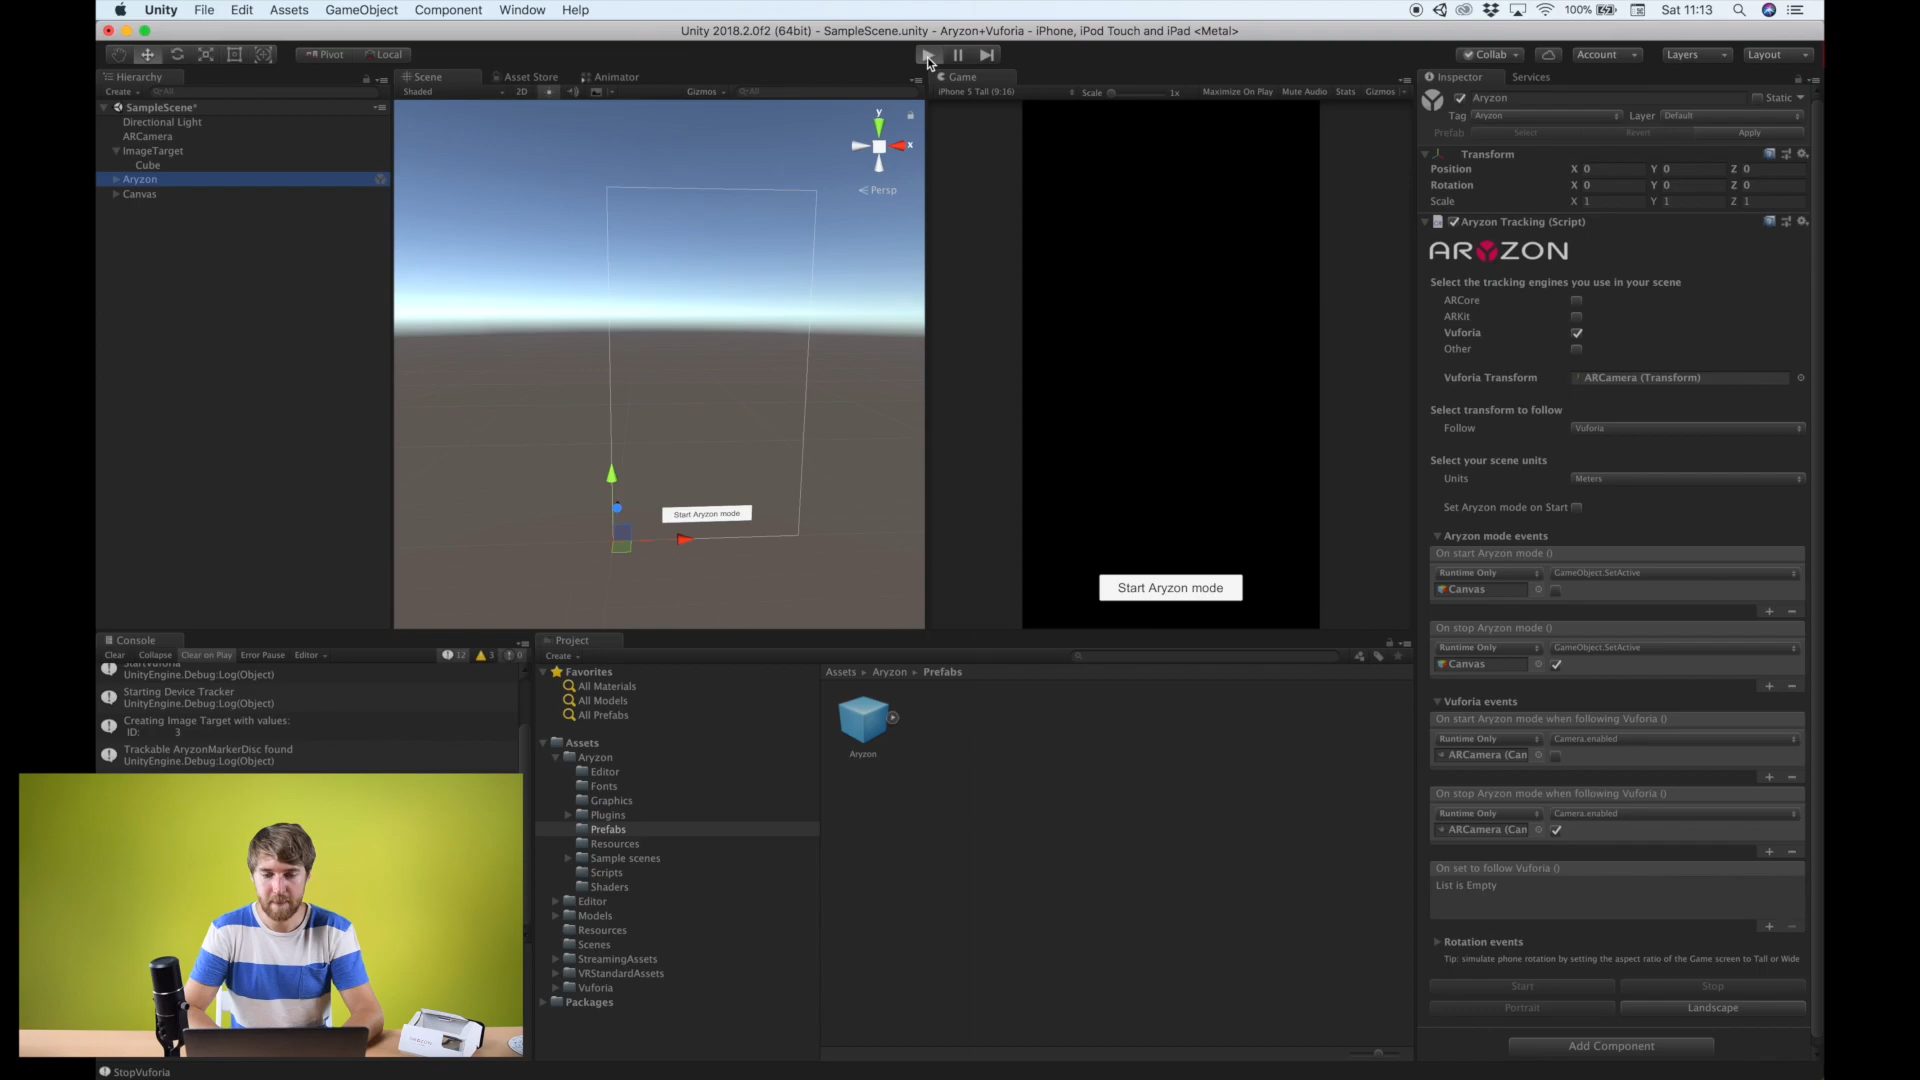 Unity File Edit Assets GameObject Component Window Help
100% Sat 11:13
Unity 2018.2.0f2 (64bit) - SampleScene.unity - Aryzon+Vuforia - iPhone, iPod Touch and iPad <Metal>
Pivot Local
Collab Account Layers Layout
Hierarchy
Create All
SampleScene*
Directional Light
ARCamera
ImageTarget
Cube
Aryzon
Canvas
Scene Asset Store Animator
Shaded 2D Gizmos All
y
x
Persp
Start Aryzon mode
Game
iPhone 5 Tall (9:16) Scale 1x Maximize On Play Mute Audio Stats Gizmos
Start Aryzon mode
Inspector Services
Aryzon Static
Tag Aryzon Layer Default
Prefab Select Revert Apply
Transform
Position X 0 Y 0 Z 0
Rotation X 0 Y 0 Z 0
Scale X 1 Y 1 Z 1
Aryzon Tracking (Script)
ARYZON
Select the tracking engines you use in your scene
ARCore
ARKit
Vuforia
Other
Vuforia Transform ARCamera (Transform)
Select transform to follow
Follow Vuforia
Select your scene units
Units Meters
Set Aryzon mode on Start
Aryzon mode events
On start Aryzon mode ()
Runtime Only GameObject.SetActive
Canvas
On stop Aryzon mode ()
Runtime Only GameObject.SetActive
Canvas
Vuforia events
On start Aryzon mode when following Vuforia ()
Runtime Only Camera.enabled
ARCamera (Can
On stop Aryzon mode when following Vuforia ()
Runtime Only Camera.enabled
ARCamera (Can
On set to follow Vuforia ()
List is Empty
Rotation events
Tip: simulate phone rotation by setting the aspect ratio of the Game screen to Tall or Wide
Start Stop
Portrait Landscape
Add Component
Console
Clear Collapse Clear on Play Error Pause Editor 12 3 0
StartVuforia
UnityEngine.Debug:Log(Object)
Starting Device Tracker
UnityEngine.Debug:Log(Object)
Creating Image Target with values:
ID: 3
Trackable AryzonMarkerDisc found
UnityEngine.Debug:Log(Object)
StopVuforia
Project
Create
Favorites
All Materials
All Models
All Prefabs
Assets
Aryzon
Editor
Fonts
Graphics
Plugins
Prefabs
Resources
Sample scenes
Scripts
Shaders
Editor
Models
Resources
Scenes
StreamingAssets
VRStandardAssets
Vuforia
Packages
Assets Aryzon Prefabs
Aryzon
ARYZON